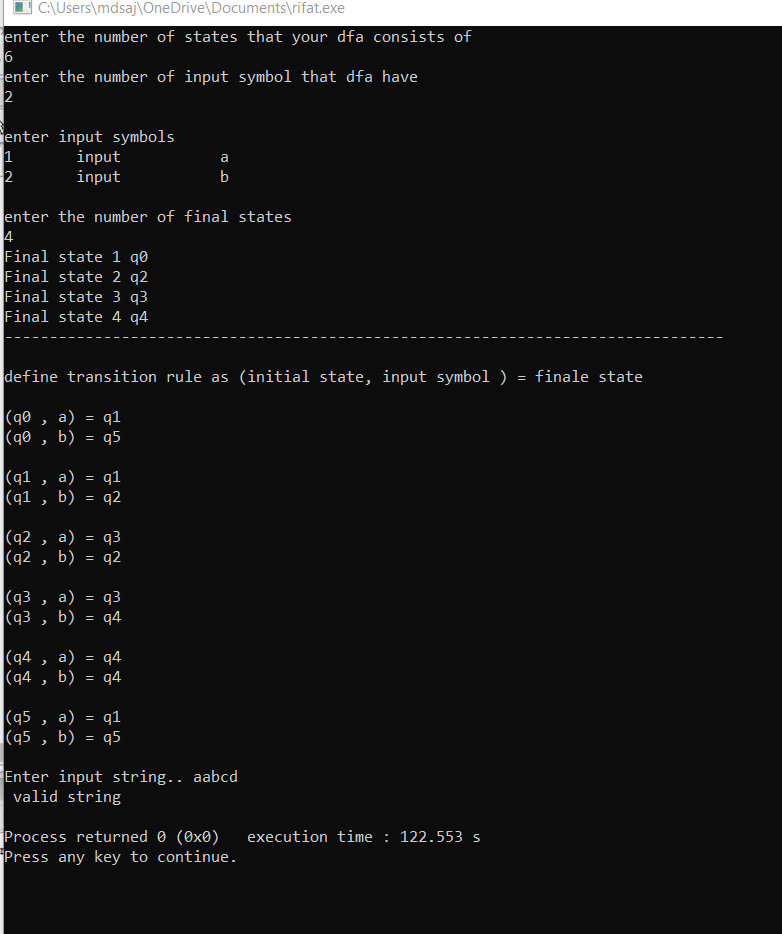 C:\Users\mdsaj\OneDrive\Documents\rifat.exe
enter the number of states that your dfa consists of
6
enter the number of input symbol that dfa have
2
enter input symbols
1 input a
2 input b
enter the number of final states
4
Final state 1 q0
Final state 2 q2
Final state 3 q3
Final state 4 q4
--------------------------------------------------------------------------------
define transition rule as (initial state, input symbol ) = finale state
(q0 , a) = q1
(q0 , b) = q5
(q1 , a) = q1
(q1 , b) = q2
(q2 , a) = q3
(q2 , b) = q2
(q3 , a) = q3
(q3 , b) = q4
(q4 , a) = q4
(q4 , b) = q4
(q5 , a) = q1
(q5 , b) = q5
Enter input string.. aabcd
valid string
Process returned 0 (0x0) execution time : 122.553 s
Press any key to continue.